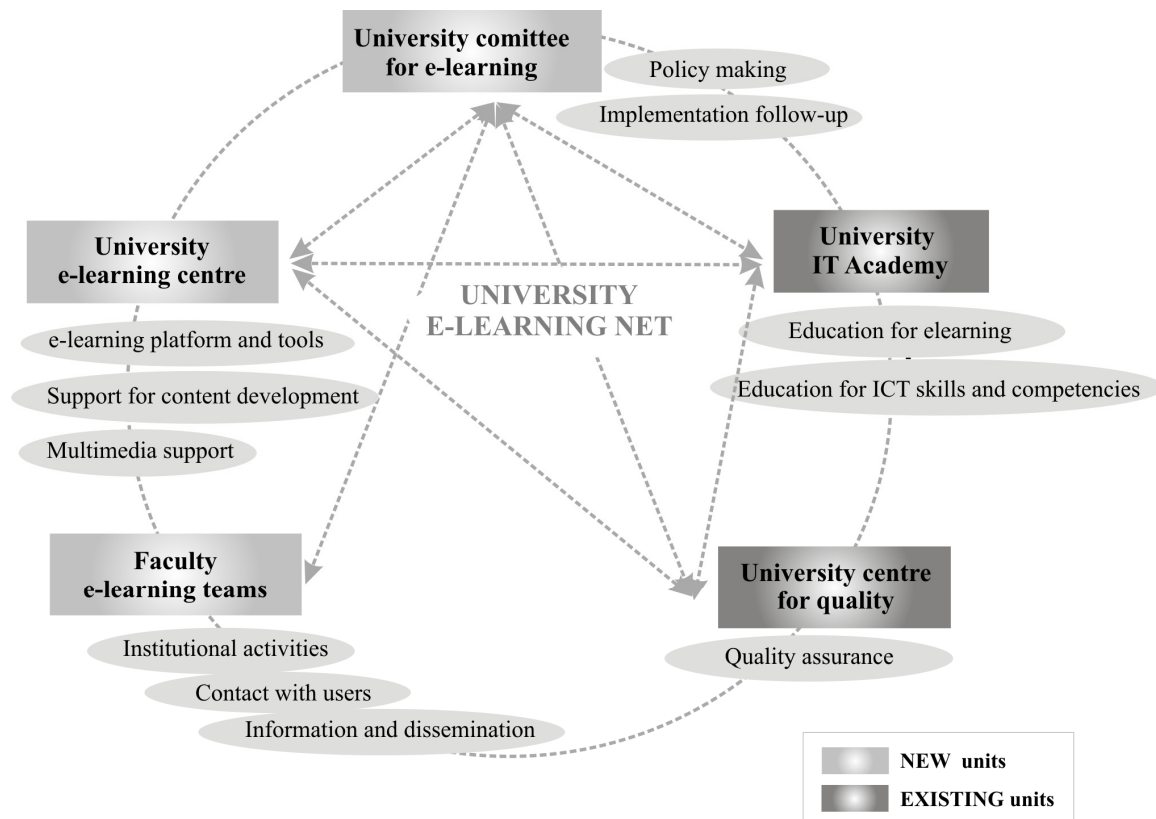 University comittee
for e-learning
Policy making
Implementation follow-up
University
e-learning centre
University
IT Academy
UNIVERSITY
E-LEARNING NET
e-learning platform and tools
Support for content development
Multimedia support
Education for elearning
Education for ICT skills and competencies
Faculty
e-learning teams
University centre
for quality
Institutional activities
Contact with users
Information and dissemination
Quality assurance
NEW units
EXISTING units